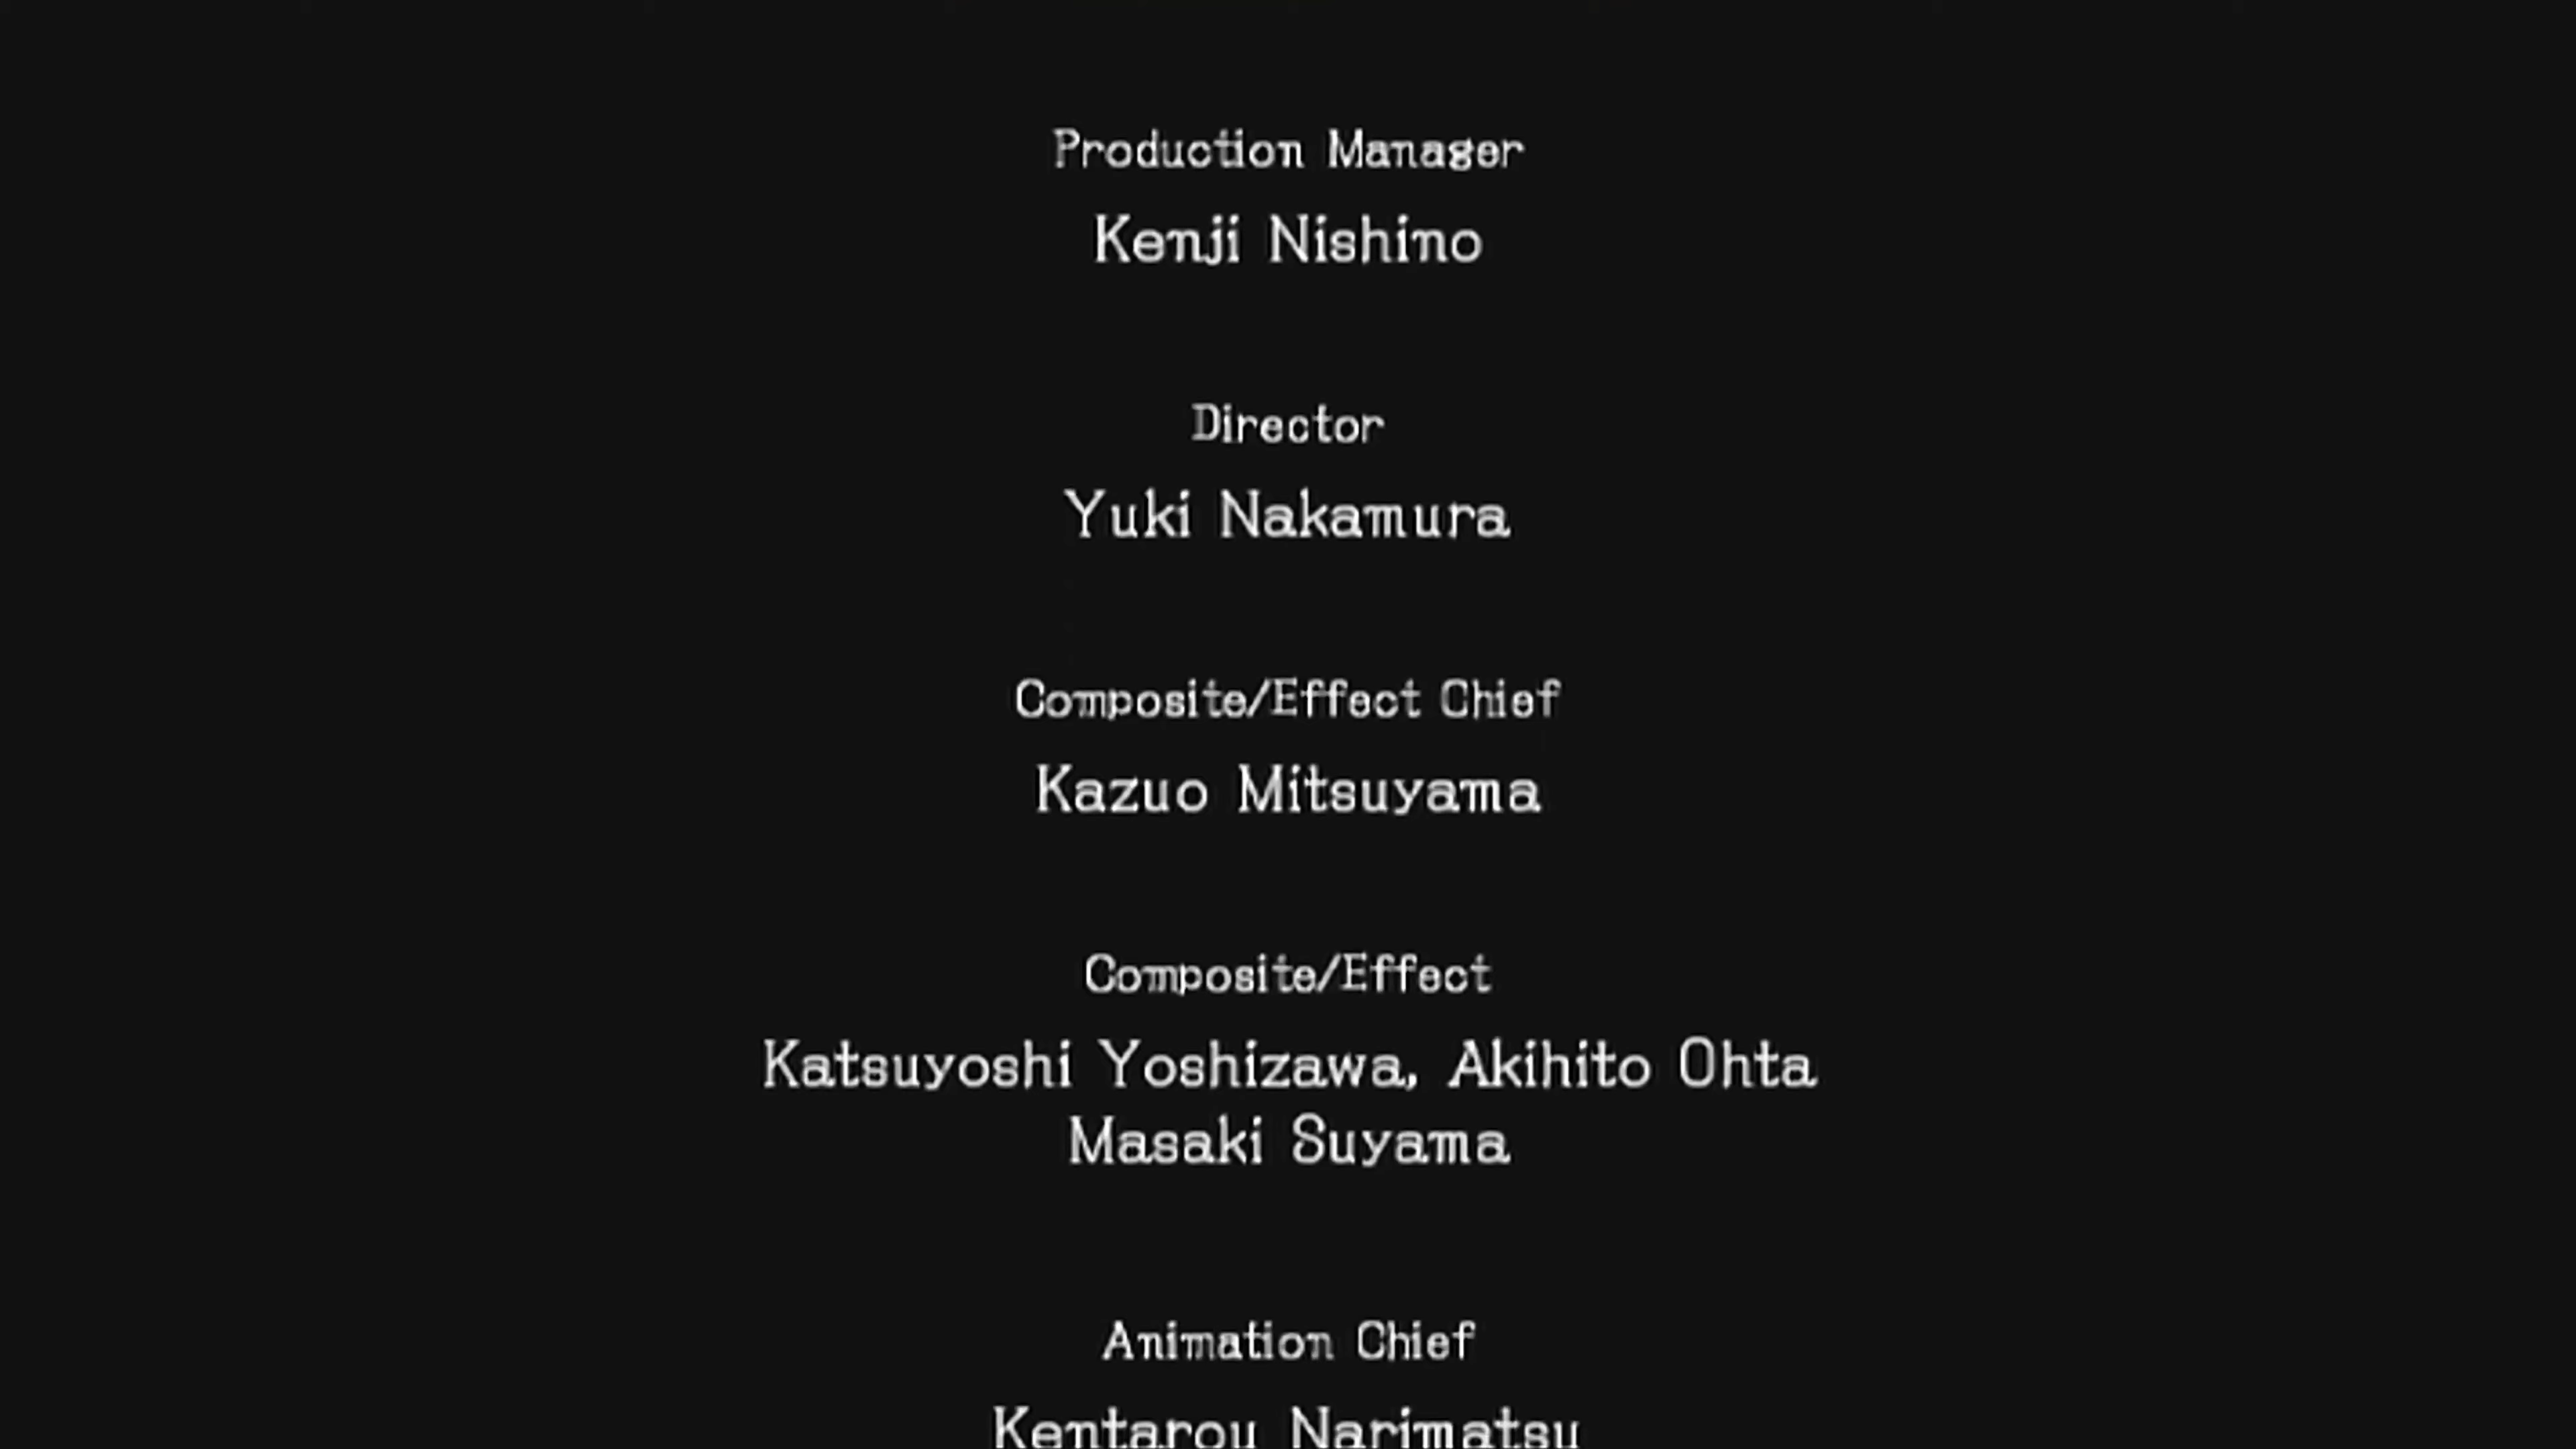 Production Manager
Kenji Nishino
Director
Yuki Nakamura
Composite/Effect Chief
Kazuo Mitsuyama
Composite/Effect
Katsuyoshi Yoshizawa, Akihito Ohta
Masaki Suyama
Animation Chief
Kentarou Narimatsu